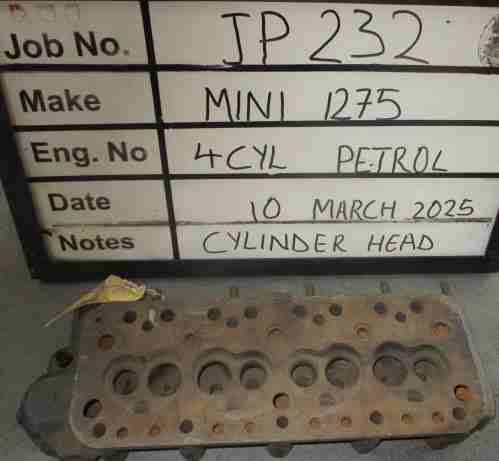 Job No. JP 232
Make MINI 1275
Eng. No 4CYL PETROL
Date 10 MARCH 2025
Notes CYLINDER HEAD